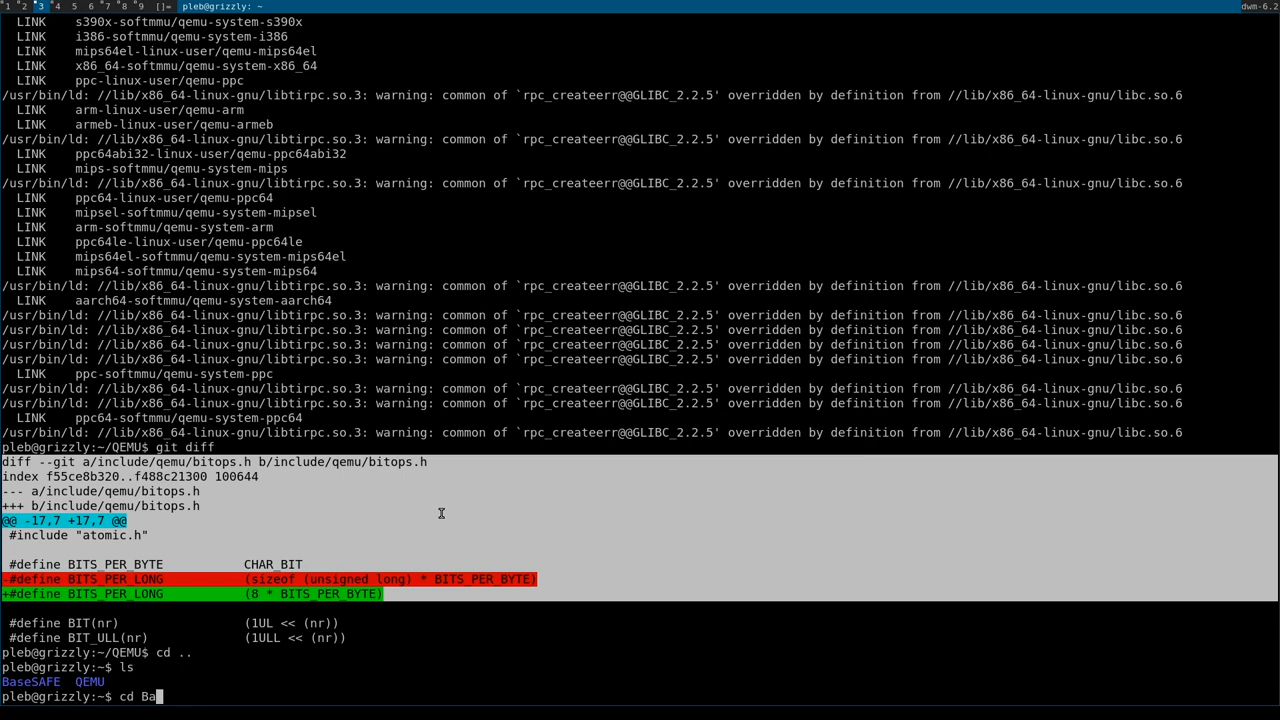 1 2 3 4 5 6 7 8 9 []= pleb@grizzly: ~ dwm-6.2
LINK s390x-softmmu/qemu-system-s390x
LINK i386-softmmu/qemu-system-i386
LINK mips64el-linux-user/qemu-mips64el
LINK x86_64-softmmu/qemu-system-x86_64
LINK ppc-linux-user/qemu-ppc
/usr/bin/ld: //lib/x86_64-linux-gnu/libtirpc.so.3: warning: common of `rpc_createerr@@GLIBC_2.2.5' overridden by definition from //lib/x86_64-linux-gnu/libc.so.6
LINK arm-linux-user/qemu-arm
LINK armeb-linux-user/qemu-armeb
/usr/bin/ld: //lib/x86_64-linux-gnu/libtirpc.so.3: warning: common of `rpc_createerr@@GLIBC_2.2.5' overridden by definition from //lib/x86_64-linux-gnu/libc.so.6
LINK ppc64abi32-linux-user/qemu-ppc64abi32
LINK mips-softmmu/qemu-system-mips
/usr/bin/ld: //lib/x86_64-linux-gnu/libtirpc.so.3: warning: common of `rpc_createerr@@GLIBC_2.2.5' overridden by definition from //lib/x86_64-linux-gnu/libc.so.6
LINK ppc64-linux-user/qemu-ppc64
LINK mipsel-softmmu/qemu-system-mipsel
LINK arm-softmmu/qemu-system-arm
LINK ppc64le-linux-user/qemu-ppc64le
LINK mips64el-softmmu/qemu-system-mips64el
LINK mips64-softmmu/qemu-system-mips64
/usr/bin/ld: //lib/x86_64-linux-gnu/libtirpc.so.3: warning: common of `rpc_createerr@@GLIBC_2.2.5' overridden by definition from //lib/x86_64-linux-gnu/libc.so.6
LINK aarch64-softmmu/qemu-system-aarch64
/usr/bin/ld: //lib/x86_64-linux-gnu/libtirpc.so.3: warning: common of `rpc_createerr@@GLIBC_2.2.5' overridden by definition from //lib/x86_64-linux-gnu/libc.so.6
/usr/bin/ld: //lib/x86_64-linux-gnu/libtirpc.so.3: warning: common of `rpc_createerr@@GLIBC_2.2.5' overridden by definition from //lib/x86_64-linux-gnu/libc.so.6
/usr/bin/ld: //lib/x86_64-linux-gnu/libtirpc.so.3: warning: common of `rpc_createerr@@GLIBC_2.2.5' overridden by definition from //lib/x86_64-linux-gnu/libc.so.6
/usr/bin/ld: //lib/x86_64-linux-gnu/libtirpc.so.3: warning: common of `rpc_createerr@@GLIBC_2.2.5' overridden by definition from //lib/x86_64-linux-gnu/libc.so.6
LINK ppc-softmmu/qemu-system-ppc
/usr/bin/ld: //lib/x86_64-linux-gnu/libtirpc.so.3: warning: common of `rpc_createerr@@GLIBC_2.2.5' overridden by definition from //lib/x86_64-linux-gnu/libc.so.6
/usr/bin/ld: //lib/x86_64-linux-gnu/libtirpc.so.3: warning: common of `rpc_createerr@@GLIBC_2.2.5' overridden by definition from //lib/x86_64-linux-gnu/libc.so.6
LINK ppc64-softmmu/qemu-system-ppc64
/usr/bin/ld: //lib/x86_64-linux-gnu/libtirpc.so.3: warning: common of `rpc_createerr@@GLIBC_2.2.5' overridden by definition from //lib/x86_64-linux-gnu/libc.so.6
pleb@grizzly:~/QEMU$ git diff
diff --git a/include/qemu/bitops.h b/include/qemu/bitops.h
index f55ce8b320..f488c21300 100644
--- a/include/qemu/bitops.h
+++ b/include/qemu/bitops.h
@@ -17,7 +17,7 @@
#include "atomic.h"
#define BITS_PER_BYTE CHAR_BIT
-#define BITS_PER_LONG (sizeof (unsigned long) * BITS_PER_BYTE)
+#define BITS_PER_LONG (8 * BITS_PER_BYTE)
#define BIT(nr) (1UL << (nr))
#define BIT_ULL(nr) (1ULL << (nr))
pleb@grizzly:~/QEMU$ cd ..
pleb@grizzly:~$ ls
BaseSAFE QEMU
pleb@grizzly:~$ cd Ba